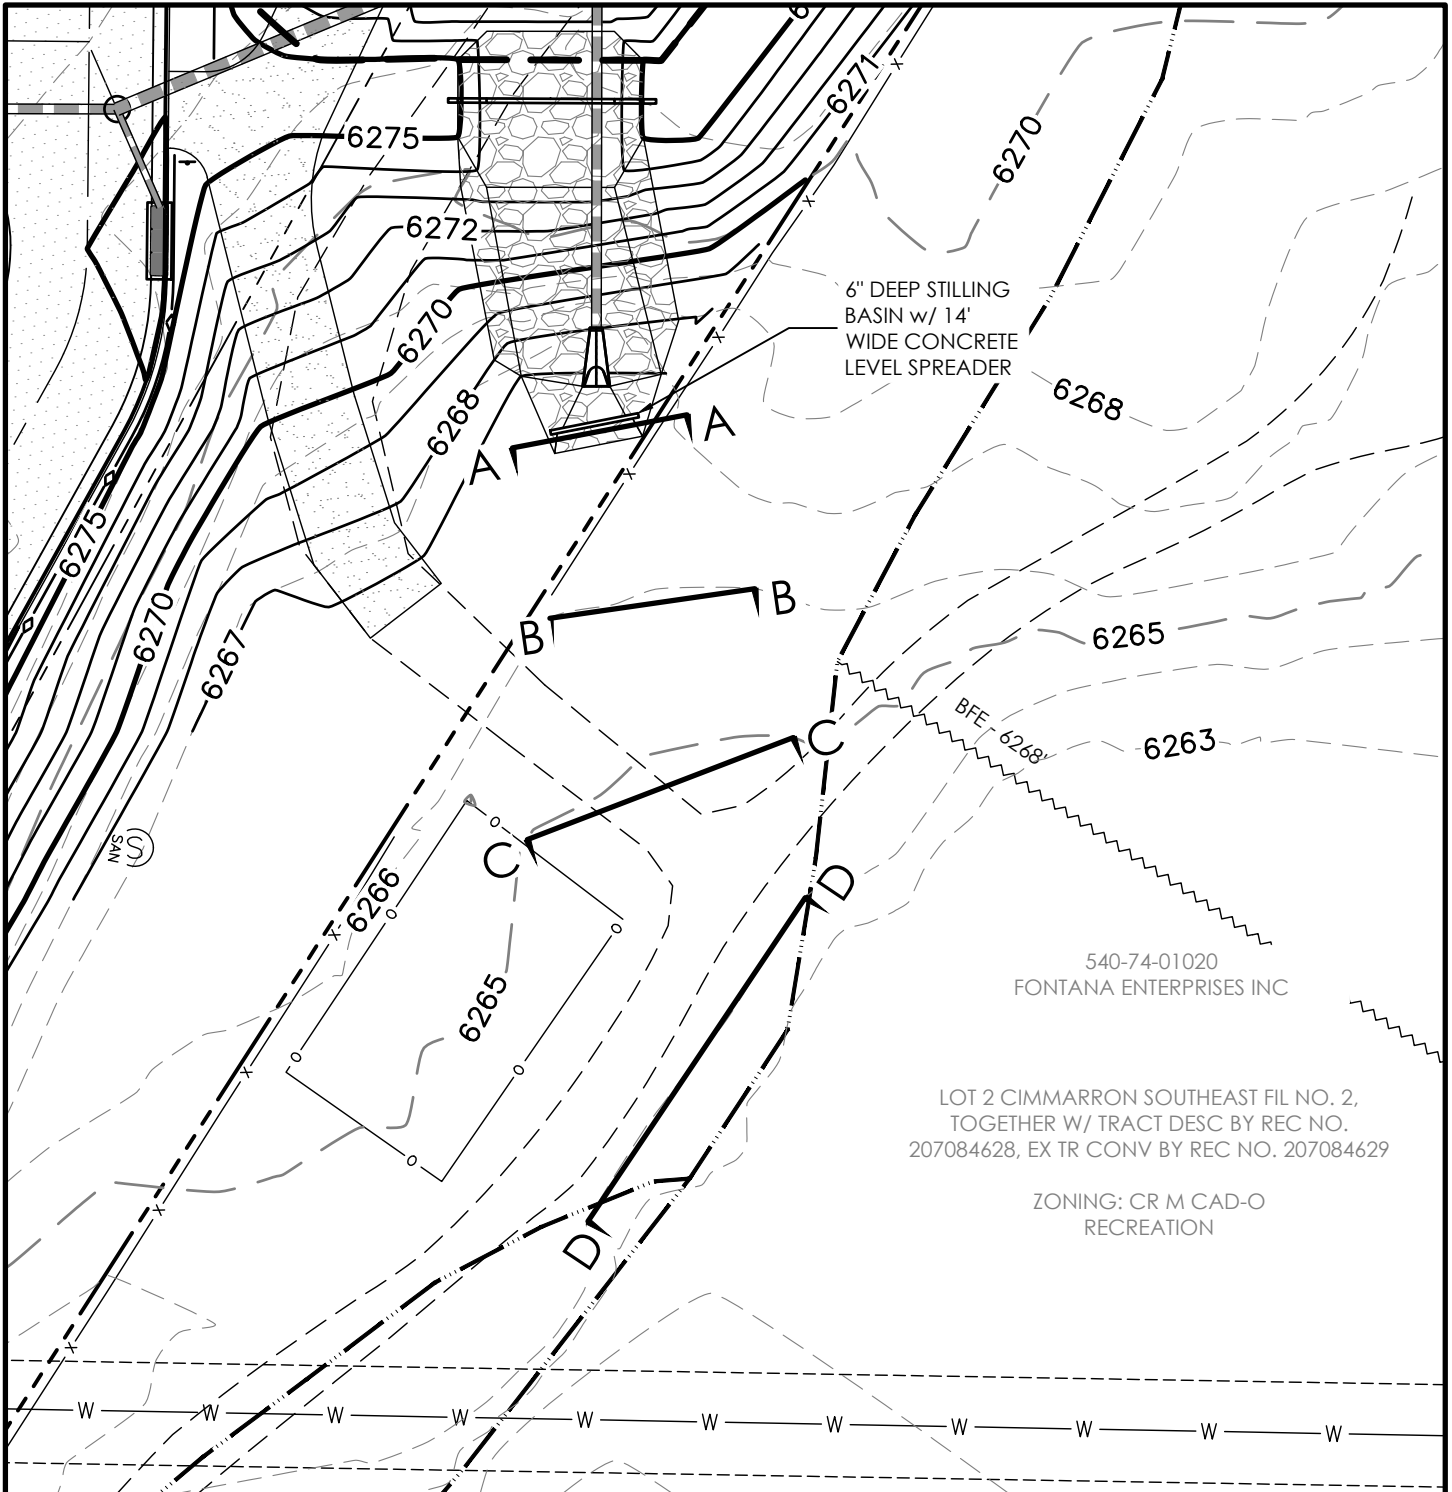 6271
6270
6275
6272
6" DEEP STILLING
BASIN w/ 14'
WIDE CONCRETE
LEVEL SPREADER
6270
6268
6268
A
A
6275
6270
B
B
6267
6265
BFE - 6268'
6263
C
C
SAN
S
6266
D
6265
540-74-01020
FONTANA ENTERPRISES INC
LOT 2 CIMMARRON SOUTHEAST FIL NO. 2,
TOGETHER W/ TRACT DESC BY REC NO.
207084628, EX TR CONV BY REC NO. 207084629
ZONING: CR M CAD-O
RECREATION
D
W W W W W W W W W W W